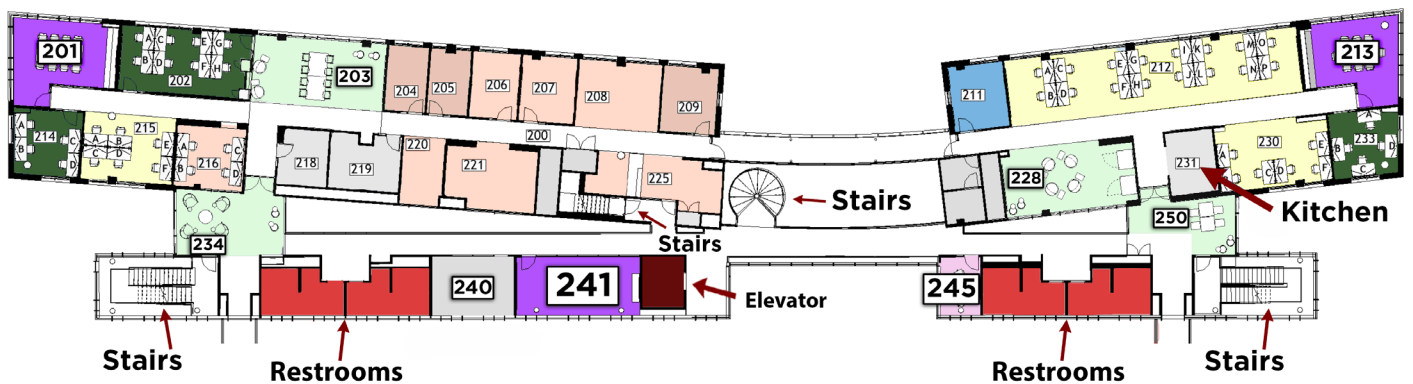 201
A C
B D
E G
F H
202
203
204
205
206
207
208
209
211
A C
B D
E G
F H
212
I K
J L
M O
N P
213
200
A
B
214
C
D
215
A B
C D
E
F
A
B
216
C
D
218
219
220
221
225
228
231
230
A
C D
E
F
233
A
B
D
C
Stairs
Stairs
Kitchen
234
250
240
241
245
Elevator
Stairs
Restrooms
Restrooms
Stairs